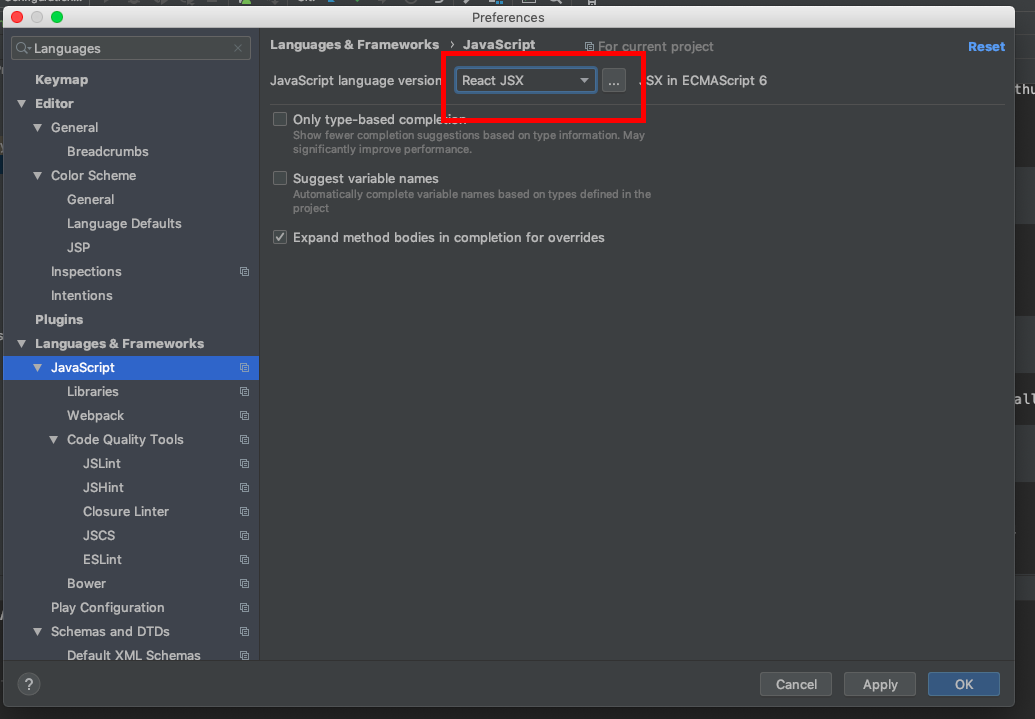 Preferences
Languages
Languages & Frameworks › JavaScript
For current project
Reset
Keymap
Editor
General
Breadcrumbs
Color Scheme
General
Language Defaults
JSP
Inspections
Intentions
Plugins
Languages & Frameworks
JavaScript
Libraries
Webpack
Code Quality Tools
JSLint
JSHint
Closure Linter
JSCS
ESLint
Bower
Play Configuration
Schemas and DTDs
Default XML Schemas
JavaScript language version
React JSX
...
JSX in ECMAScript 6
Only type-based completion
Show fewer completion suggestions based on type information. May
significantly improve performance.
Suggest variable names
Automatically complete variable names based on types defined in the
project
Expand method bodies in completion for overrides
?
Cancel
Apply
OK
thu
all